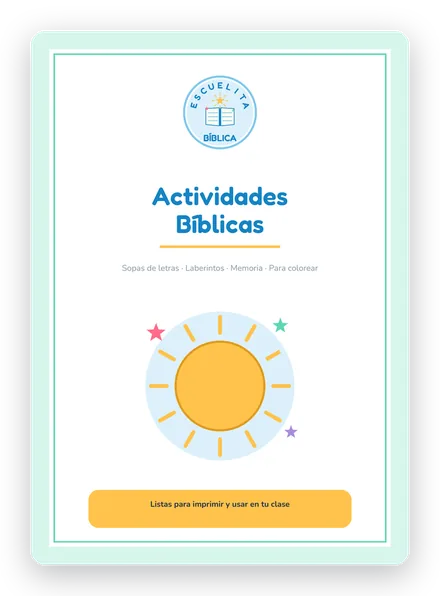 ESCUELITA
BÍBLICA
Actividades
Bíblicas
Sopas de letras · Laberintos · Memoria · Para colorear
Listas para imprimir y usar en tu clase